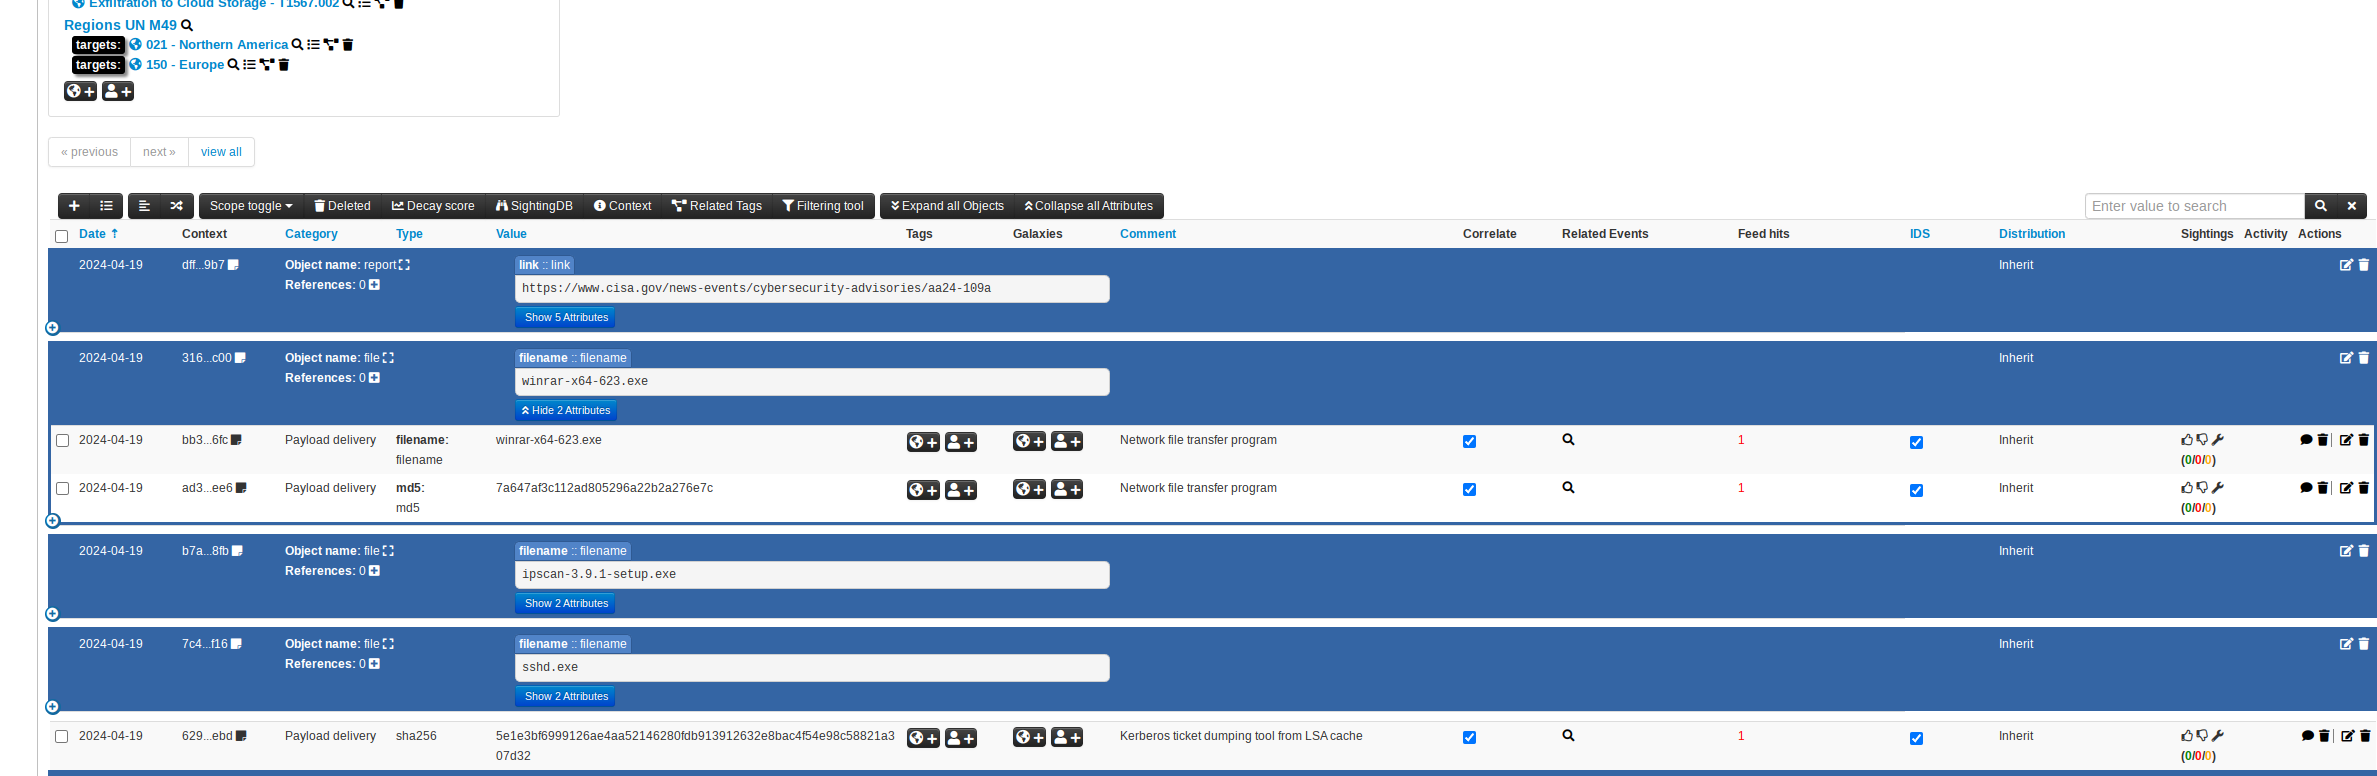 Exfiltration to Cloud Storage - T1567.002
Regions UN M49
targets: 021 - Northern America
targets: 150 - Europe
« previous next » view all
Scope toggle Deleted Decay score SightingDB Context Related Tags Filtering tool Expand all Objects Collapse all Attributes Enter value to search
Date Context Category Type Value Tags Galaxies Comment Correlate Related Events Feed hits IDS Distribution Sightings Activity Actions
2024-04-19 dff...9b7 Object name: report link :: link Inherit
References: 0 https://www.cisa.gov/news-events/cybersecurity-advisories/aa24-109a
Show 5 Attributes
2024-04-19 316...c00 Object name: file filename :: filename Inherit
References: 0 winrar-x64-623.exe
Hide 2 Attributes
2024-04-19 bb3...6fc Payload delivery filename: winrar-x64-623.exe Network file transfer program 1 Inherit
filename (0/0/0)
2024-04-19 ad3...ee6 Payload delivery md5: 7a647af3c112ad805296a22b2a276e7c Network file transfer program 1 Inherit
md5 (0/0/0)
2024-04-19 b7a...8fb Object name: file filename :: filename Inherit
References: 0 ipscan-3.9.1-setup.exe
Show 2 Attributes
2024-04-19 7c4...f16 Object name: file filename :: filename Inherit
References: 0 sshd.exe
Show 2 Attributes
2024-04-19 629...ebd Payload delivery sha256 5e1e3bf6999126ae4aa52146280fdb913912632e8bac4f54e98c58821a3 Kerberos ticket dumping tool from LSA cache 1 Inherit
07d32 (0/0/0)